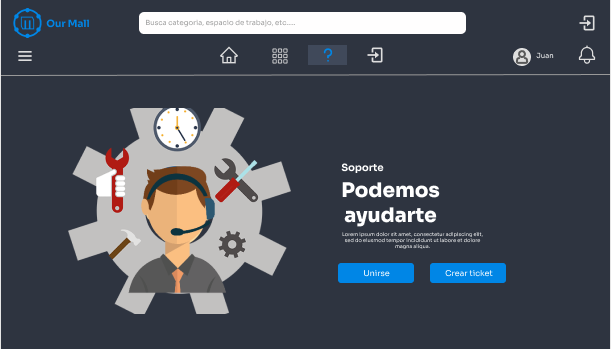 Our Mall
Busca categoria, espacio de trabajo, etc.....
?
Juan
Soporte
Podemos
ayudarte
Lorem ipsum dolor sit amet, consectetur adipiscing elit,
sed do eiusmod tempor incididunt ut labore et dolore
magna aliqua.
Unirse
Crear ticket